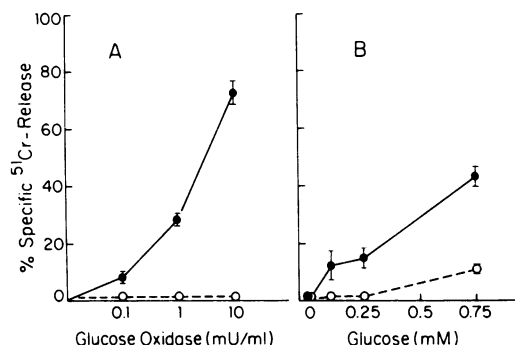 100
80
60
40
20
0
% Specific ⁵¹Cr-Release
A
B
0.1 1 10
Glucose Oxidase (mU/ml)
0 0.25 0.5 0.75
Glucose (mM)